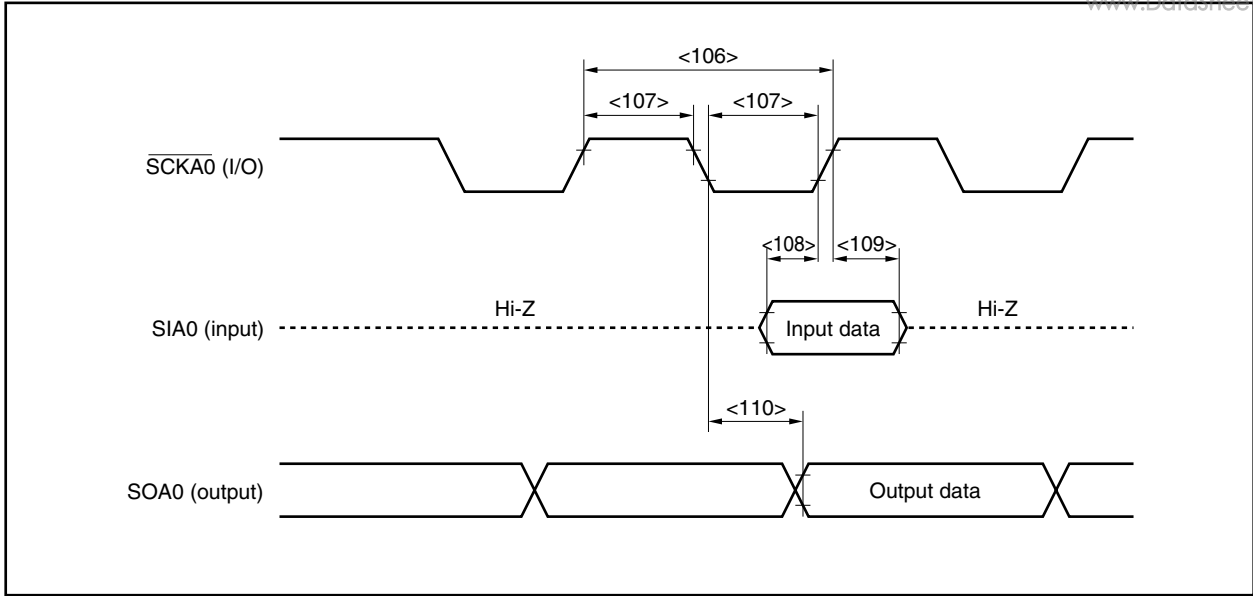 <106>
<107> <107>
SCKA0 (I/O)
<108> <109>
Hi-Z Hi-Z
SIA0 (input) Input data
<110>
SOA0 (output) Output data